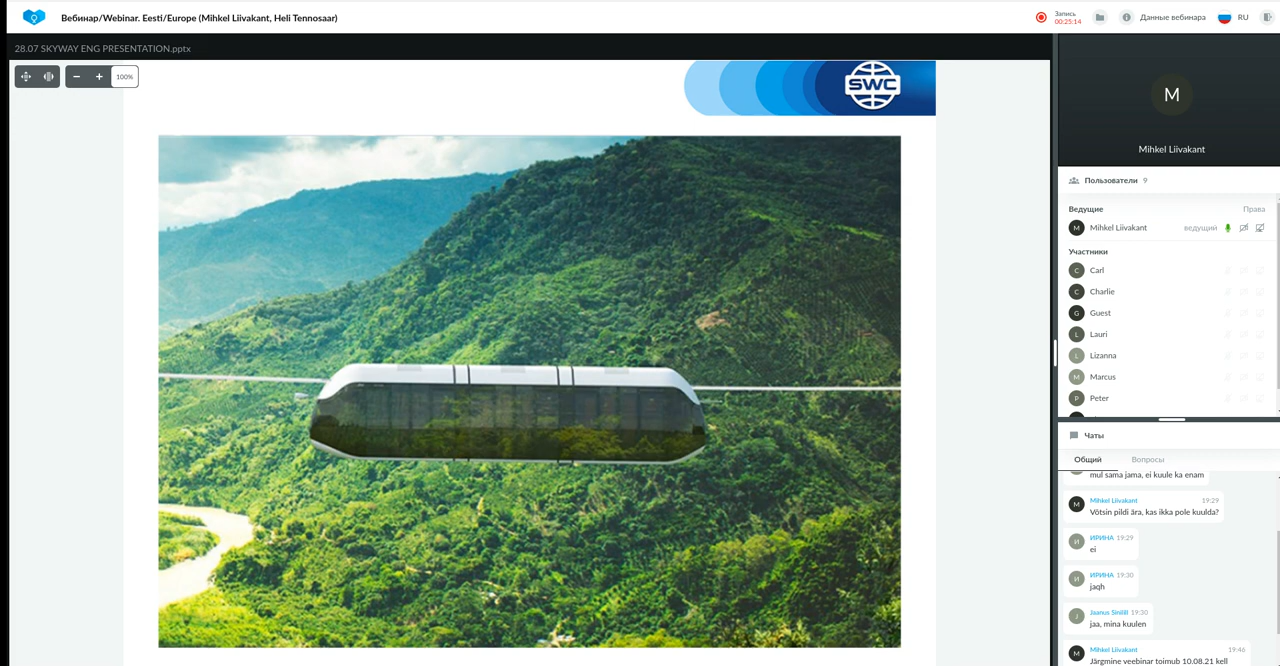 Вебинар/Webinar. Eesti/Europe (Mihkel Liivakant, Heli Tennosaar)
Запись
00:25:14
Данные вебинара
RU
28.07 SKYWAY ENG PRESENTATION.pptx
100%
SWC
M
Mihkel Liivakant
Пользователи 9
Ведущие Права
M Mihkel Liivakant ведущий
Участники
C Carl
C Charlie
G Guest
L Lauri
L Lizanna
M Marcus
P Peter
Чаты
Общий Вопросы
mul sama jama, ei kuule ka enam
M Mihkel Liivakant 19:29
Võtsin pildi ära, kas ikka pole kuulda?
И ИРИНА 19:29
ei
И ИРИНА 19:30
jaqh
J Jaanus Sinilill 19:30
jaa, mina kuulen
M Mihkel Liivakant 19:46
Järgmine veebinar toimub 10.08.21 kell